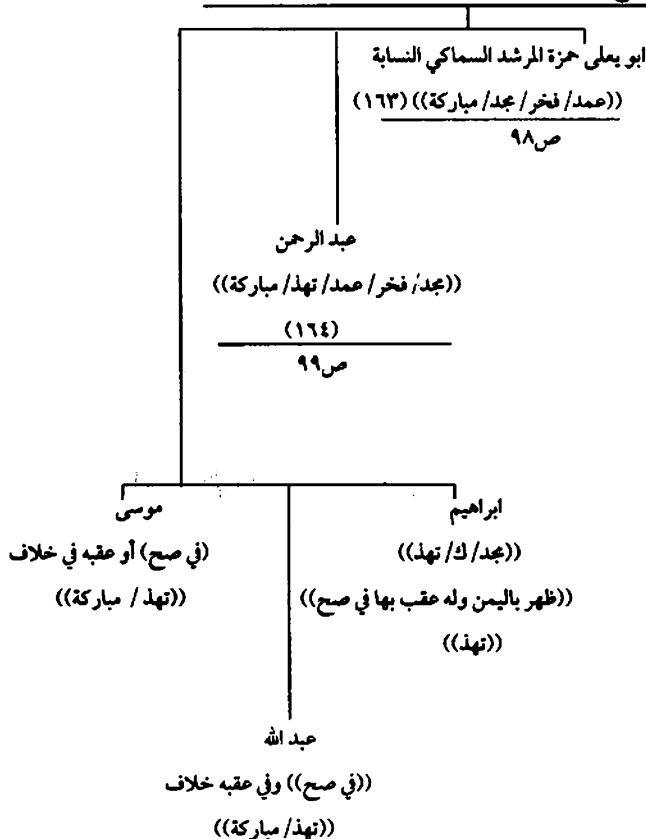 ابو يعلى حمزة المرشد السماكي النسابة
((عمد/ فخر/ مجد/ مباركة)) (١٦٣)
ص٩٨
عبد الرحمن
((مجد/ فخر/ عمد/ تهذ/ مباركة))
(١٦٤)
ص٩٩
ابراهيم
((مجد/ ك/ تهذ))
((ظهر باليمن وله عقب بها في صح))
((تهذ))
موسى
(في صح) أو عقبه في خلاف
((تهذ / مباركة))
عبد الله
((في صح)) وفي عقبه خلاف
((تهذ/ مباركة))